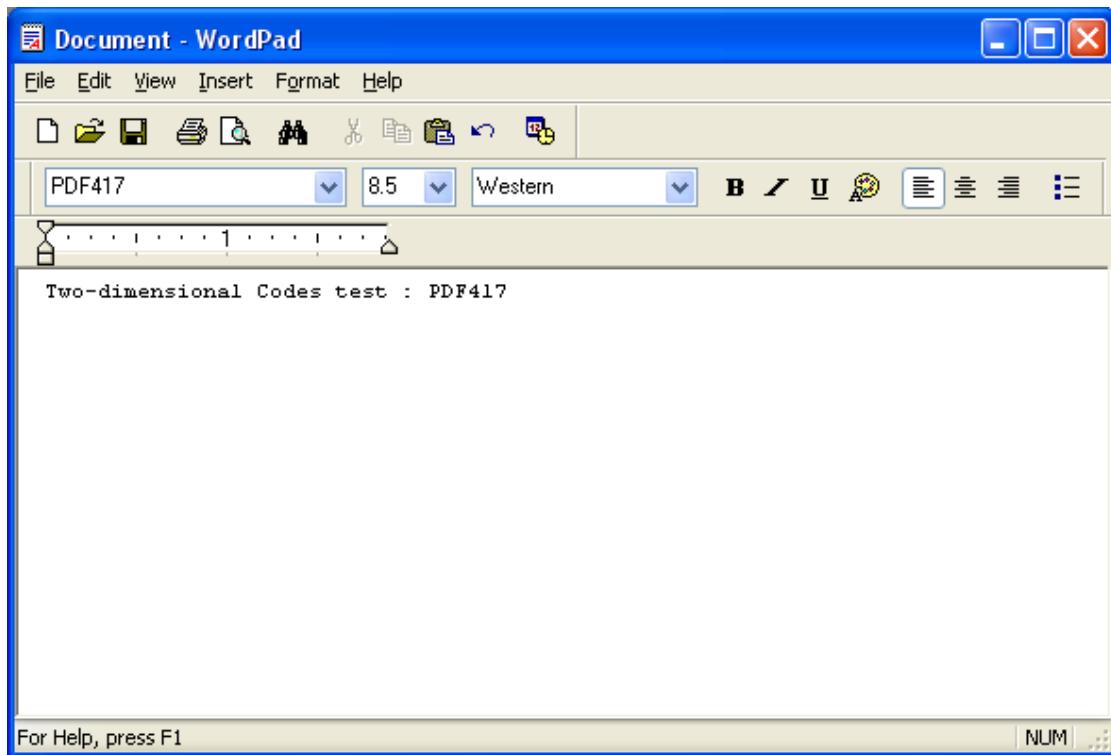 Document - WordPad
File Edit View Insert Format Help
PDF417 8.5 Western B U
1
Two-dimensional Codes test : PDF417
For Help, press F1 NUM